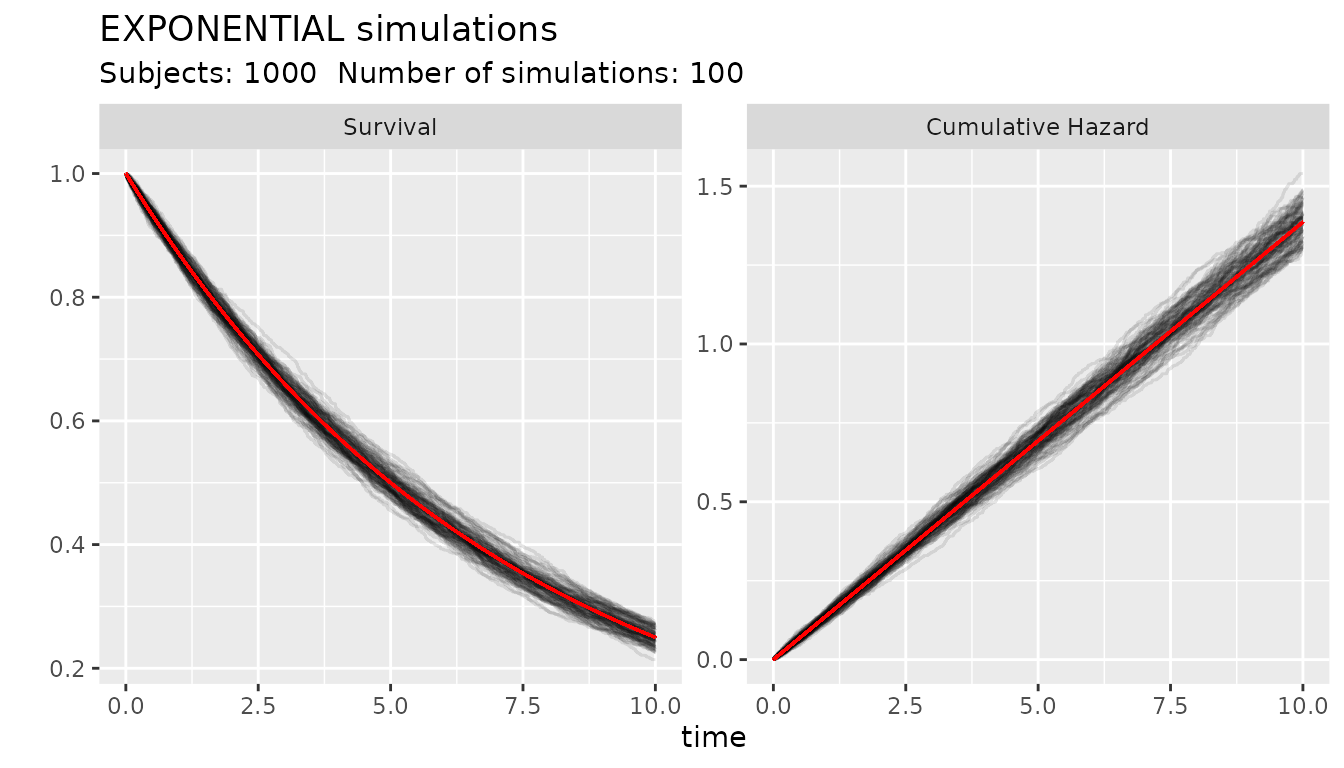 EXPONENTIAL simulations
Subjects: 1000  Number of simulations: 100
Survival
1.0
0.8
0.6
0.4
0.2
0.0 2.5 5.0 7.5 10.0
Cumulative Hazard
1.5
1.0
0.5
0.0
0.0 2.5 5.0 7.5 10.0
time